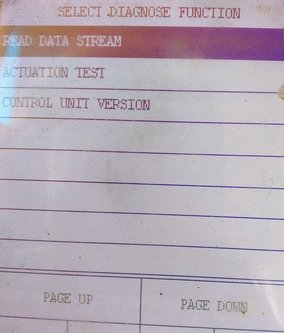 SELECT DIAGNOSE FUNCTION
READ DATA STREAM
ACTUATION TEST
CONTROL UNIT VERSION
PAGE UP
PAGE DOWN